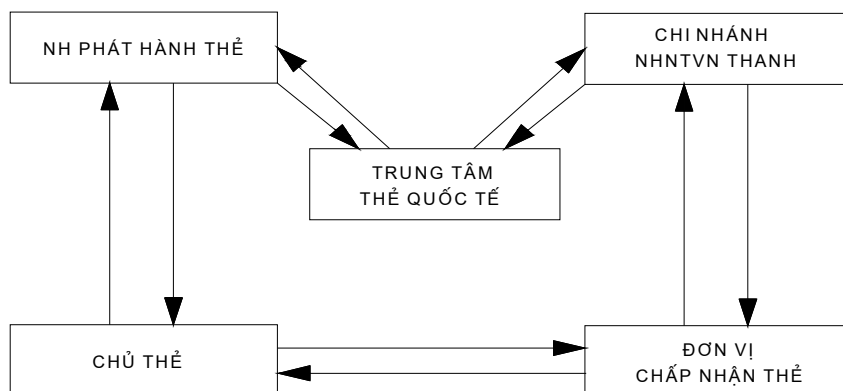 NH PHÁT HÀNH THẺ
CHI NHÁNH
NHNTVN THANH
TRUNG TÂM
THẺ QUỐC TẾ
CHỦ THẺ
ĐƠN VỊ
CHẤP NHẬN THẺ